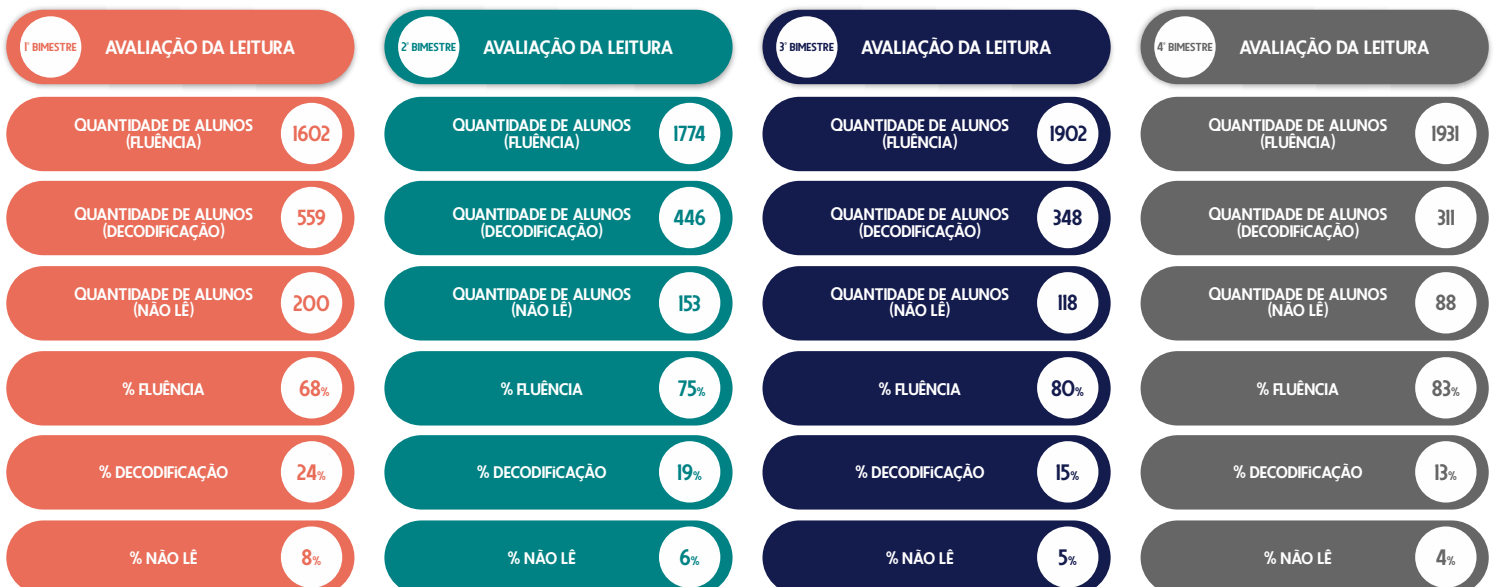 1° BIMESTRE
AVALIAÇÃO DA LEITURA
QUANTIDADE DE ALUNOS
(FLUÊNCIA)
1602
QUANTIDADE DE ALUNOS
(DECODIFiCAÇÃO)
559
QUANTIDADE DE ALUNOS
(NÃO LÊ)
200
% FLUÊNCIA
68%
% DECODIFiCAÇÃO
24%
% NÃO LÊ
8%
2° BIMESTRE
AVALIAÇÃO DA LEITURA
QUANTIDADE DE ALUNOS
(FLUÊNCIA)
1774
QUANTIDADE DE ALUNOS
(DECODIFiCAÇÃO)
446
QUANTIDADE DE ALUNOS
(NÃO LÊ)
153
% FLUÊNCIA
75%
% DECODIFiCAÇÃO
19%
% NÃO LÊ
6%
3° BIMESTRE
AVALIAÇÃO DA LEITURA
QUANTIDADE DE ALUNOS
(FLUÊNCIA)
1902
QUANTIDADE DE ALUNOS
(DECODIFiCAÇÃO)
348
QUANTIDADE DE ALUNOS
(NÃO LÊ)
118
% FLUÊNCIA
80%
% DECODIFiCAÇÃO
15%
% NÃO LÊ
5%
4° BIMESTRE
AVALIAÇÃO DA LEITURA
QUANTIDADE DE ALUNOS
(FLUÊNCIA)
1931
QUANTIDADE DE ALUNOS
(DECODIFiCAÇÃO)
311
QUANTIDADE DE ALUNOS
(NÃO LÊ)
88
% FLUÊNCIA
83%
% DECODIFiCAÇÃO
13%
% NÃO LÊ
4%